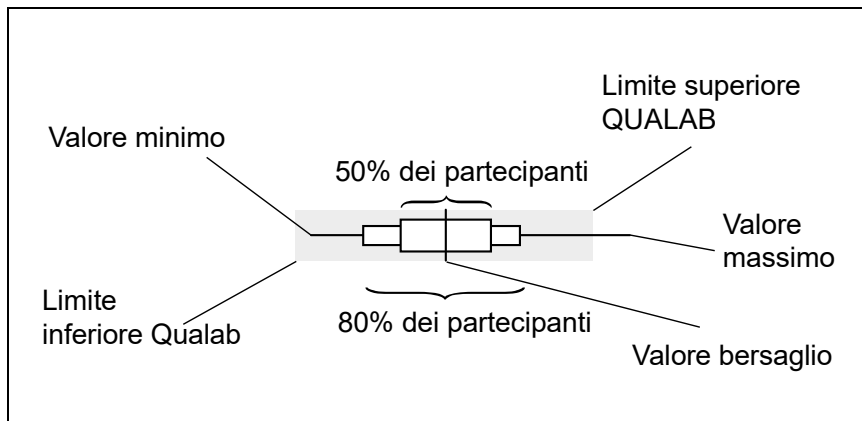 Limite superiore
QUALAB
Valore minimo
50% dei partecipanti
Valore
massimo
Limite
inferiore Qualab
80% dei partecipanti
Valore bersaglio